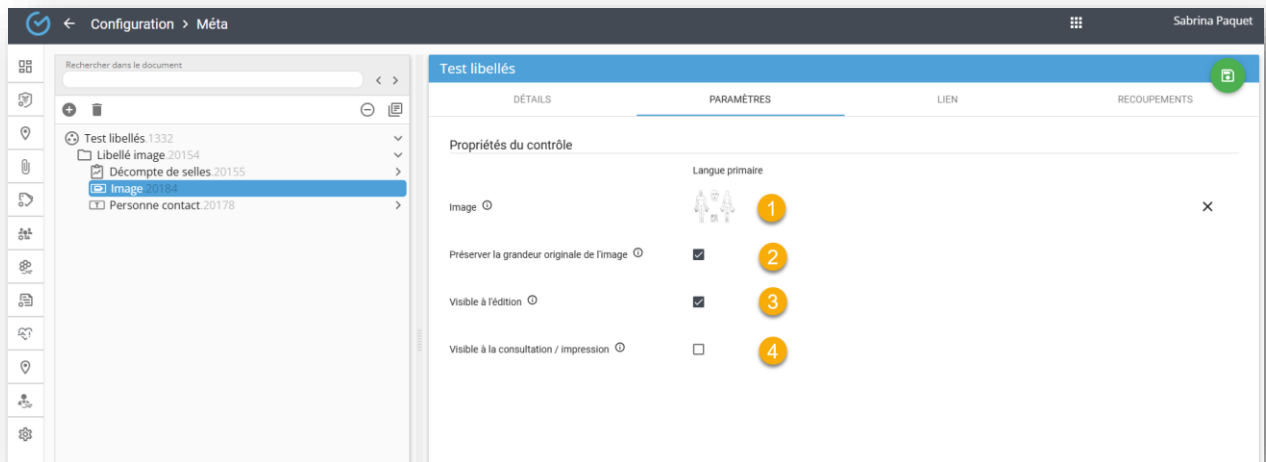 Configuration > Méta
Sabrina Paquet
Rechercher dans le document
Test libellés.1332
Libellé image.20154
Décompte de selles.20155
Image.20184
Personne contact.20178
Test libellés
DÉTAILS PARAMÈTRES LIEN RECOUPEMENTS
Propriétés du contrôle
Langue primaire
Image 1
Préserver la grandeur originale de l'image 2
Visible à l'édition 3
Visible à la consultation / impression 4